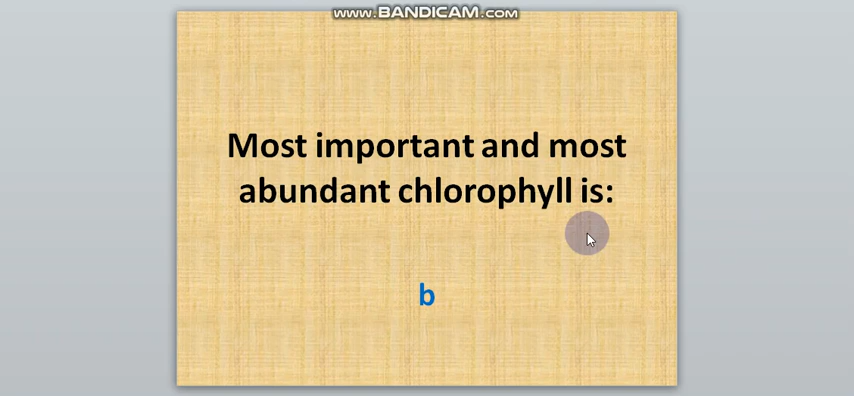 www.BANDICAM.com
Most important and most
abundant chlorophyll is:
b